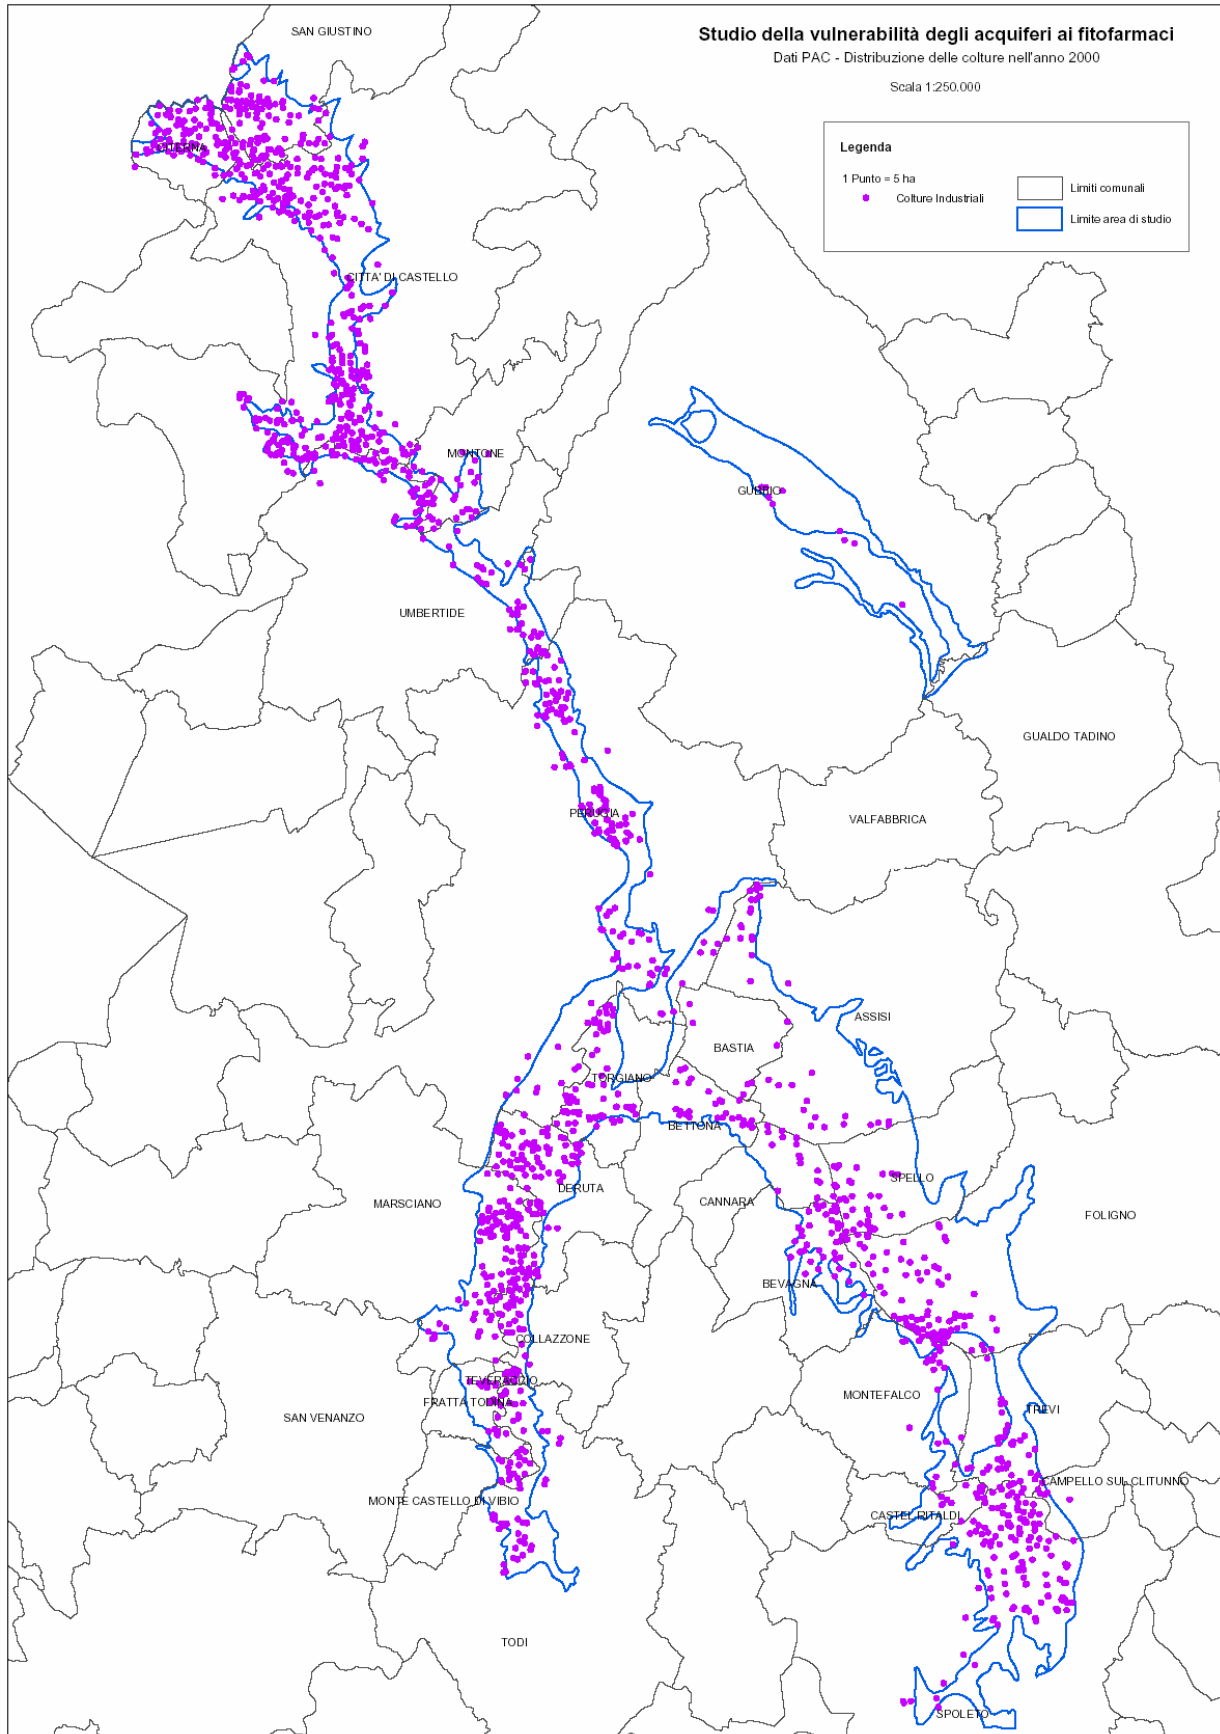 Studio della vulnerabilità degli acquiferi ai fitofarmaci
Dati PAC - Distribuzione delle colture nell'anno 2000
Scala 1:250.000
Legenda
1 Punto = 5 ha
Colture Industriali
Limiti comunali
Limite area di studio
SAN GIUSTINO
CITERNA
CITTA' DI CASTELLO
MONTONE
GUBBIO
UMBERTIDE
GUALDO TADINO
PERUGIA
VALFABBRICA
ASSISI
BASTIA
TORGIANO
BETTONA
DERUTA
SPELLO
MARSCIANO
CANNARA
FOLIGNO
BEVAGNA
COLLAZZONE
FRATTA TODINA
MONTEFALCO
SAN VENANZO
TREVI
CAMPELLO SUL CLITUNNO
MONTE CASTELLO DI VIBIO
CASTEL RITALDI
TODI
SPOLETO